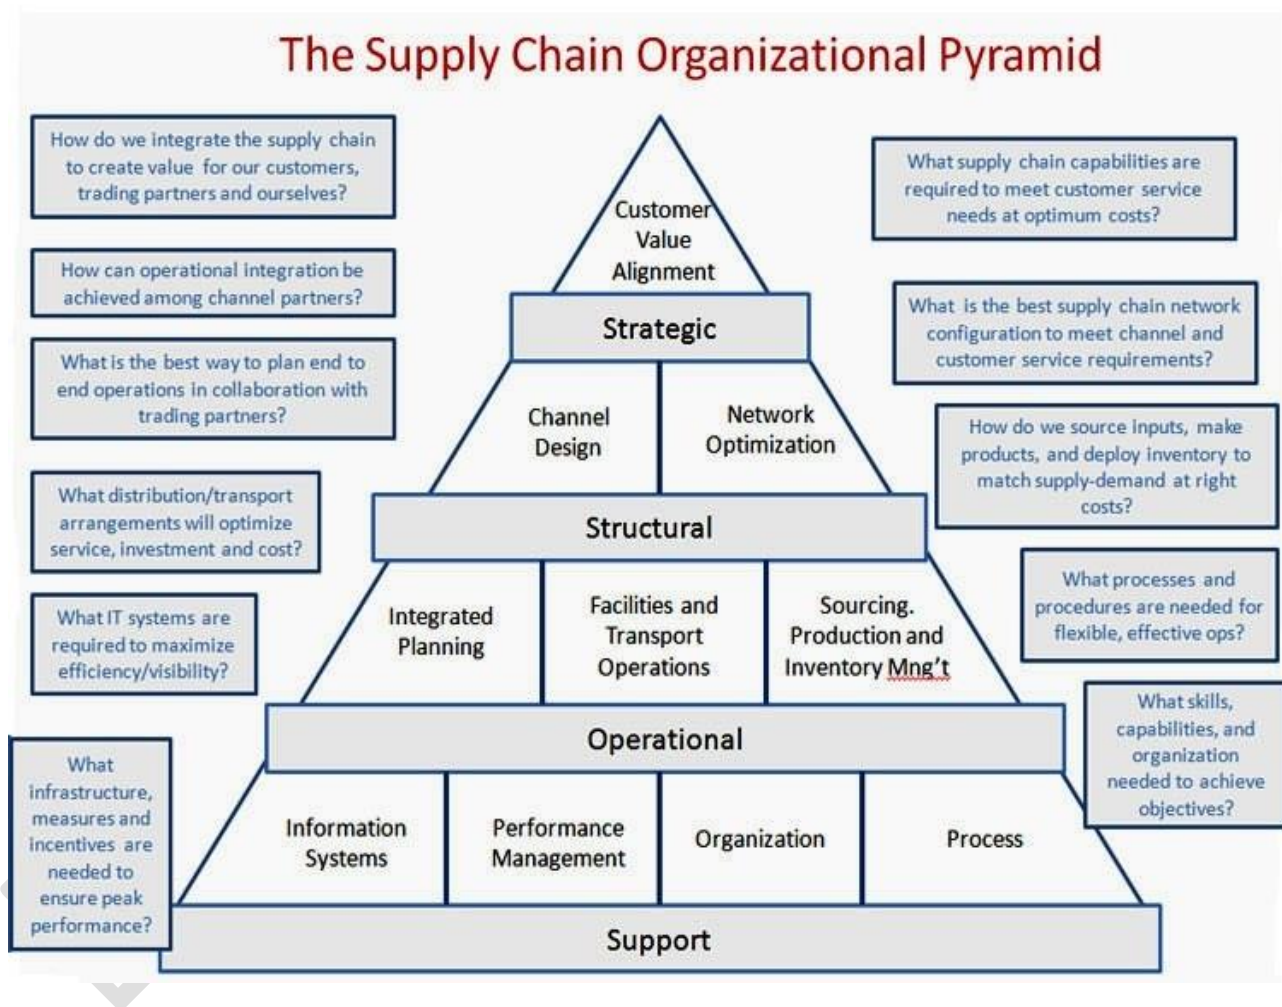 The Supply Chain Organizational Pyramid
How do we integrate the supply chain
to create value for our customers,
trading partners and ourselves?
How can operational integration be
achieved among channel partners?
What is the best way to plan end to
end operations in collaboration with
trading partners?
What distribution/transport
arrangements will optimize
service, investment and cost?
What IT systems are
required to maximize
efficiency/visibility?
What
infrastructure,
measures and
incentives are
needed to
ensure peak
performance?
Customer
Value
Alignment
Strategic
Channel
Design
Network
Optimization
Structural
Integrated
Planning
Facilities and
Transport
Operations
Sourcing.
Production and
Inventory Mng't
Operational
Information
Systems
Performance
Management
Organization
Process
Support
What supply chain capabilities are
required to meet customer service
needs at optimum costs?
What is the best supply chain network
configuration to meet channel and
customer service requirements?
How do we source inputs, make
products, and deploy inventory to
match supply-demand at right
costs?
What processes and
procedures are needed for
flexible, effective ops?
What skills,
capabilities, and
organization
needed to achieve
objectives?